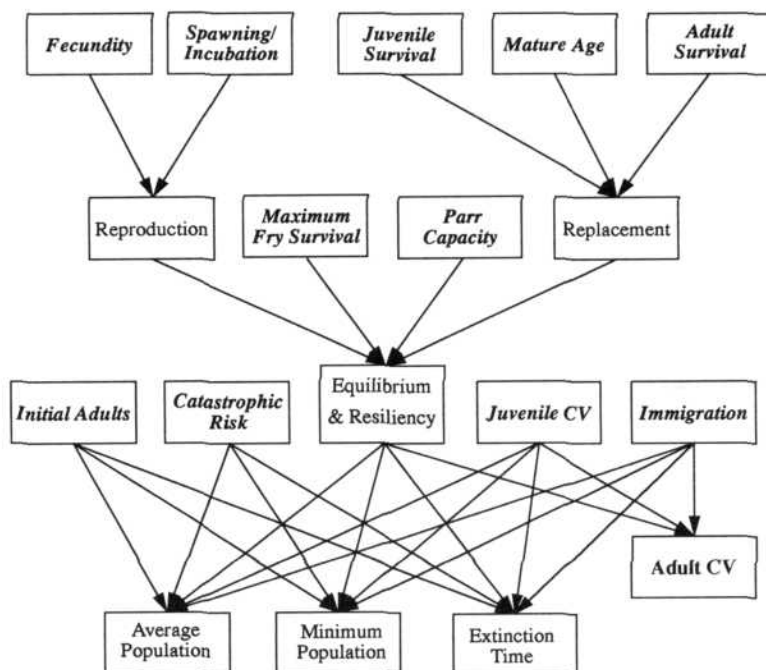 Fecundity
Spawning/
Incubation
Juvenile
Survival
Mature Age
Adult
Survival
Reproduction
Maximum
Fry Survival
Parr
Capacity
Replacement
Initial Adults
Catastrophic
Risk
Equilibrium
& Resiliency
Juvenile CV
Immigration
Adult CV
Average
Population
Minimum
Population
Extinction
Time